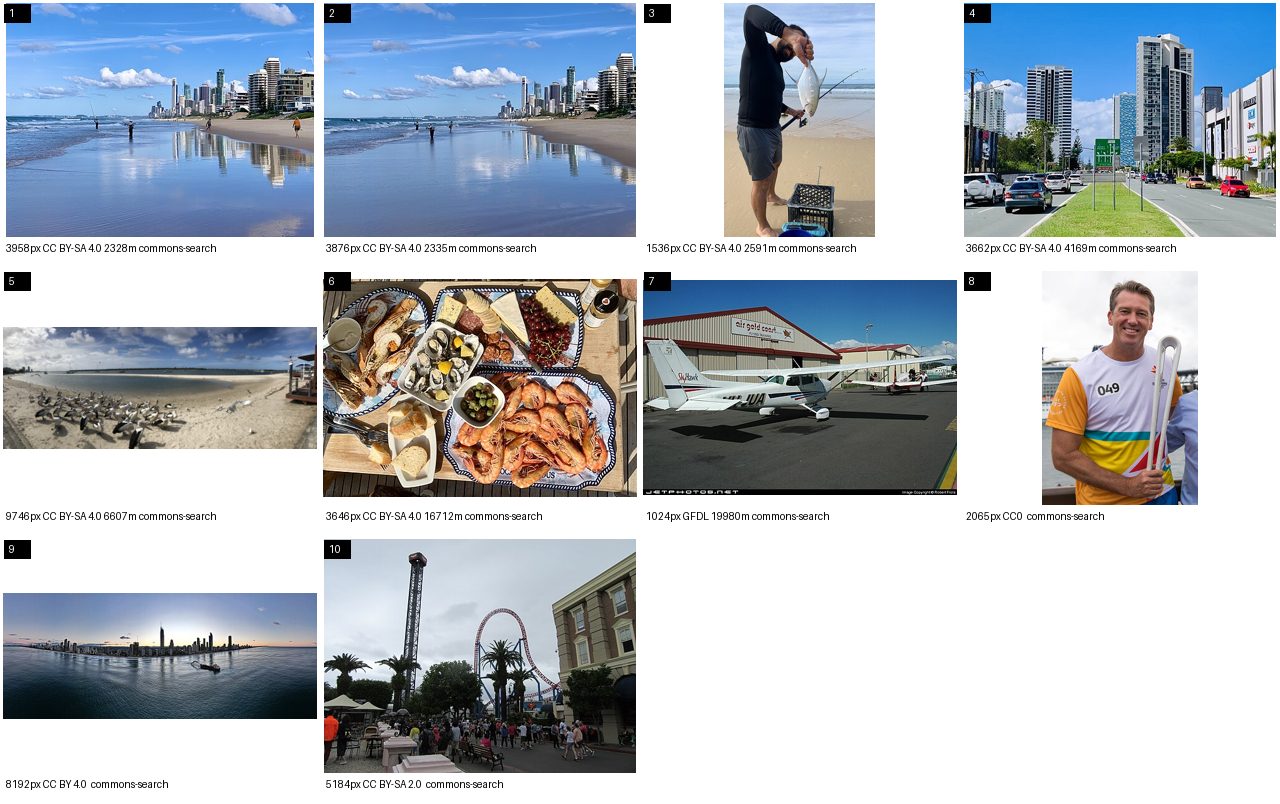 1
2
3
4
3958px CC BY-SA 4.0 2328m commons-search
3876px CC BY-SA 4.0 2335m commons-search
1536px CC BY-SA 4.0 2591m commons-search
3662px CC BY-SA 4.0 4169m commons-search
5
6
7
8
air gold coast
SkyHawk
JUA
JETPHOTOS.NET
049
9746px CC BY-SA 4.0 6607m commons-search
3646px CC BY-SA 4.0 16712m commons-search
1024px GFDL 19980m commons-search
2065px CC0 commons-search
9
10
8192px CC BY 4.0 commons-search
5184px CC BY-SA 2.0 commons-search